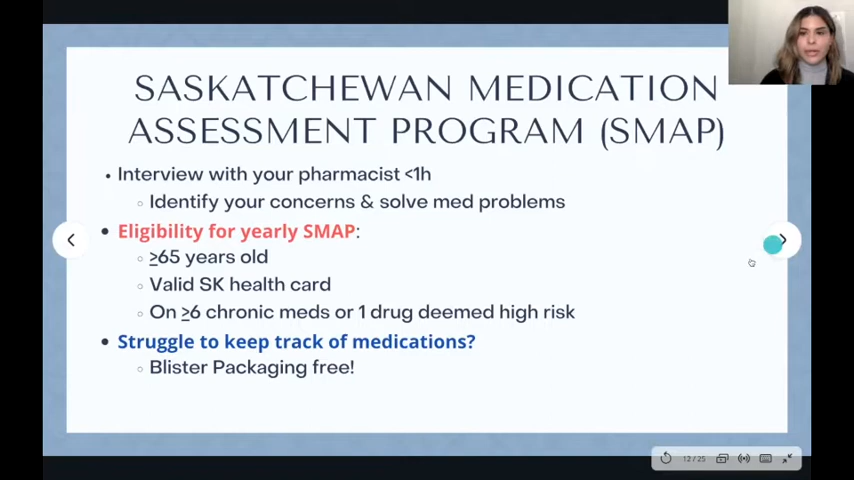 SASKATCHEWAN MEDICATION
ASSESSMENT PROGRAM (SMAP)
• Interview with your pharmacist <1h
○ Identify your concerns & solve med problems
• Eligibility for yearly SMAP:
○ ≥65 years old
○ Valid SK health card
○ On ≥6 chronic meds or 1 drug deemed high risk
• Struggle to keep track of medications?
○ Blister Packaging free!
12 / 25